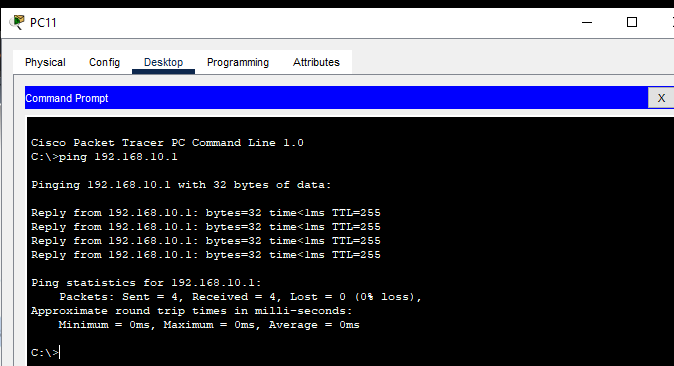 PC11
Physical Config Desktop Programming Attributes
Command Prompt X
Cisco Packet Tracer PC Command Line 1.0
C:\>ping 192.168.10.1
Pinging 192.168.10.1 with 32 bytes of data:
Reply from 192.168.10.1: bytes=32 time<1ms TTL=255
Reply from 192.168.10.1: bytes=32 time<1ms TTL=255
Reply from 192.168.10.1: bytes=32 time<1ms TTL=255
Reply from 192.168.10.1: bytes=32 time<1ms TTL=255
Ping statistics for 192.168.10.1:
    Packets: Sent = 4, Received = 4, Lost = 0 (0% loss),
Approximate round trip times in milli-seconds:
    Minimum = 0ms, Maximum = 0ms, Average = 0ms
C:\>